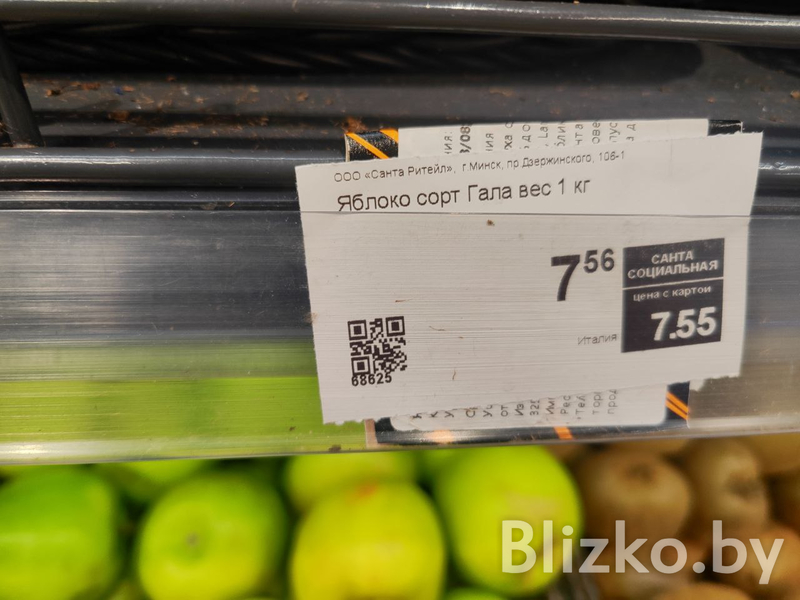 ООО «Санта Ритейл», г.Минск, пр Дзержинского, 106-1
Яблоко сорт Гала вес 1 кг
7 56
САНТА
СОЦИАЛЬНАЯ
цена с картой
7.55
Италия
68625
Blizko.by